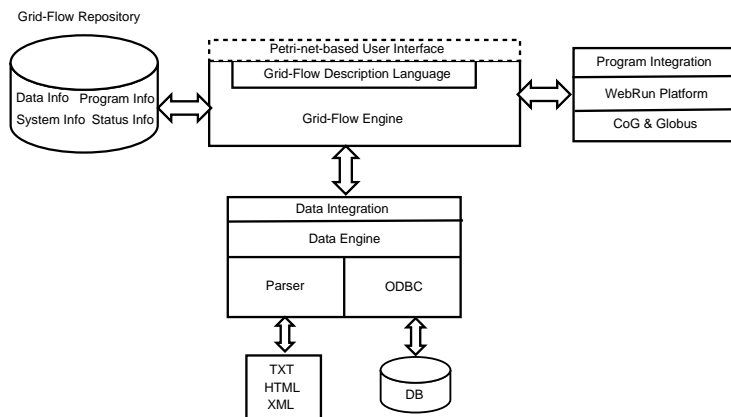 Grid-Flow Repository
Data Info Program Info
System Info Status Info
Petri-net-based User Interface
Grid-Flow Description Language
Grid-Flow Engine
Program Integration
WebRun Platform
CoG & Globus
Data Integration
Data Engine
Parser
ODBC
TXT
HTML
XML
DB